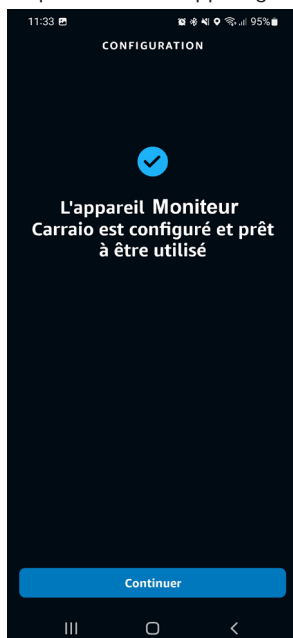 11:33
95%
CONFIGURATION
L'appareil Moniteur
Carraio est configuré et prêt
à être utilisé
Continuer